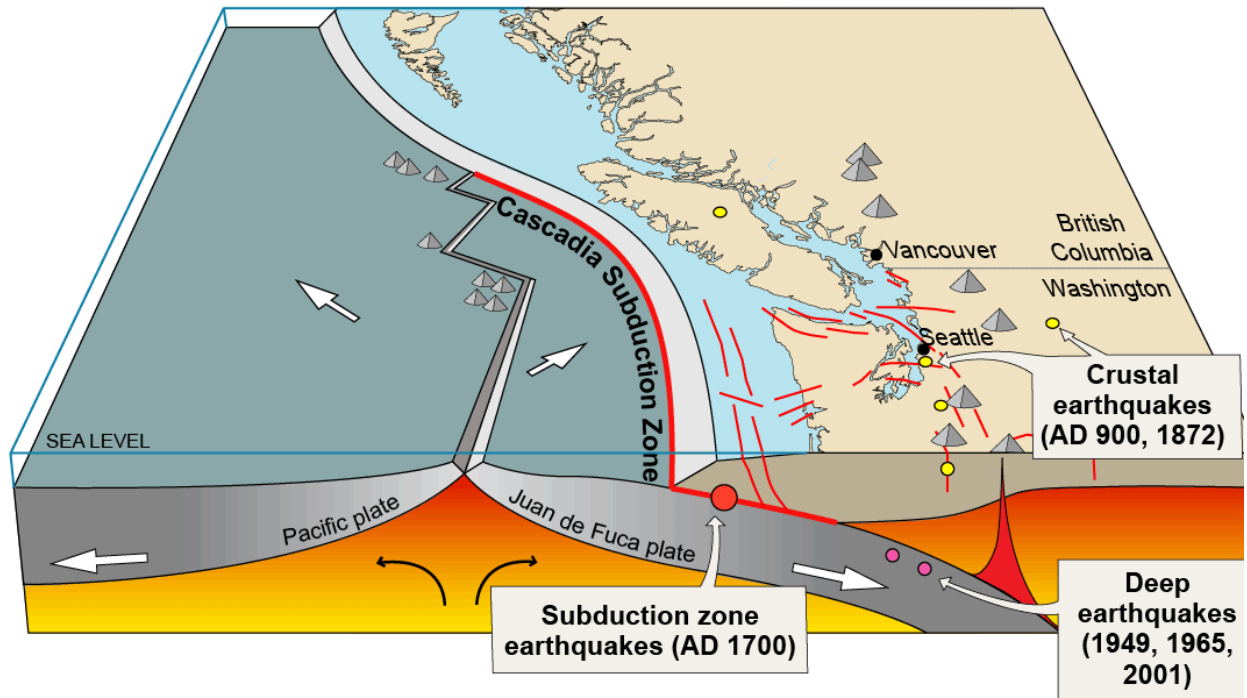 British
Columbia
Vancouver
Washington
Cascadia Subduction Zone
Seattle
Crustal
earthquakes
(AD 900, 1872)
SEA LEVEL
Pacific plate
Juan de Fuca plate
Subduction zone
earthquakes (AD 1700)
Deep
earthquakes
(1949, 1965,
2001)